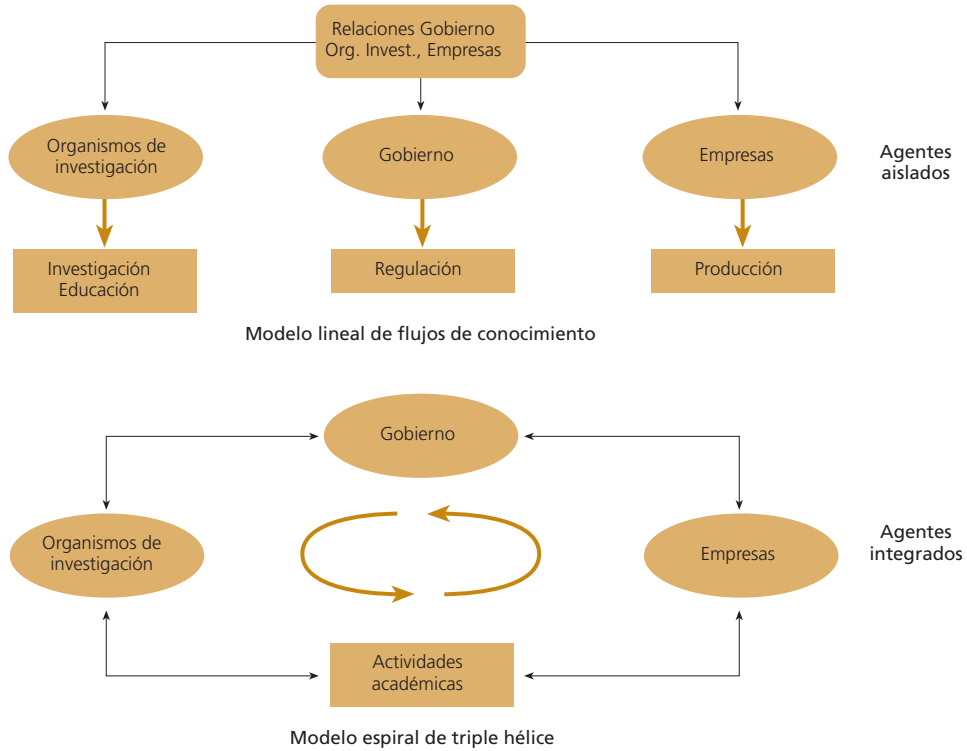 Relaciones Gobierno
Org. Invest., Empresas
Organismos de
investigación
Gobierno
Empresas
Agentes
aislados
Investigación
Educación
Regulación
Producción
Modelo lineal de flujos de conocimiento
Gobierno
Organismos de
investigación
Empresas
Agentes
integrados
Actividades
académicas
Modelo espiral de triple hélice